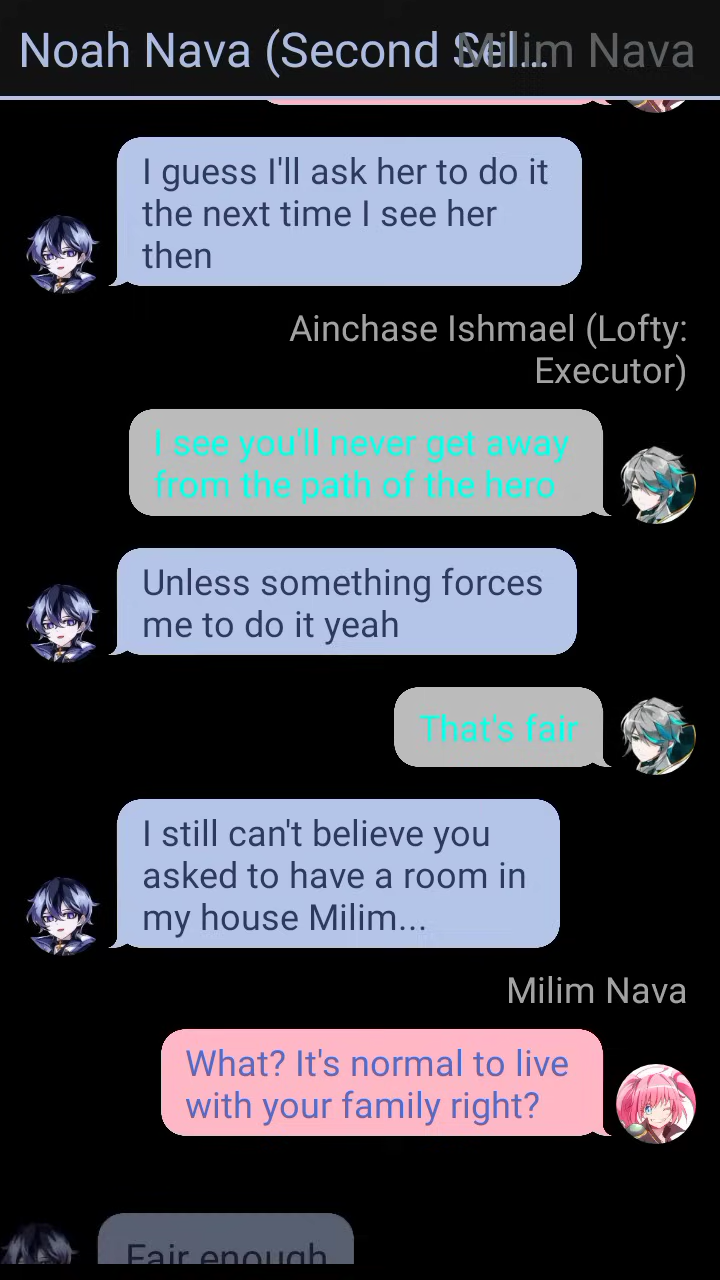 Noah Nava (Second Sel...
Milim Nava
I guess I'll ask her to do it
the next time I see her
then
Ainchase Ishmael (Lofty:
Executor)
I see you'll never get away
from the path of the hero
Unless something forces
me to do it yeah
That's fair
I still can't believe you
asked to have a room in
my house Milim...
Milim Nava
What? It's normal to live
with your family right?
Fair enough